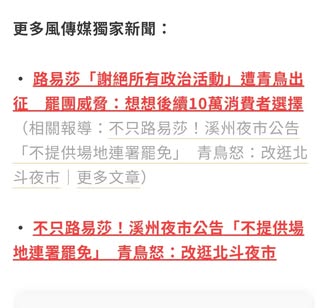 更多風傳媒獨家新聞：
• 路易莎「謝絕所有政治活動」遭青鳥出
征　罷團威脅：想想後續10萬消費者選擇
（相關報導：不只路易莎！溪州夜市公告
「不提供場地連署罷免」　青鳥怒：改逛北
斗夜市｜更多文章）
• 不只路易莎！溪州夜市公告「不提供場
地連署罷免」　青鳥怒：改逛北斗夜市